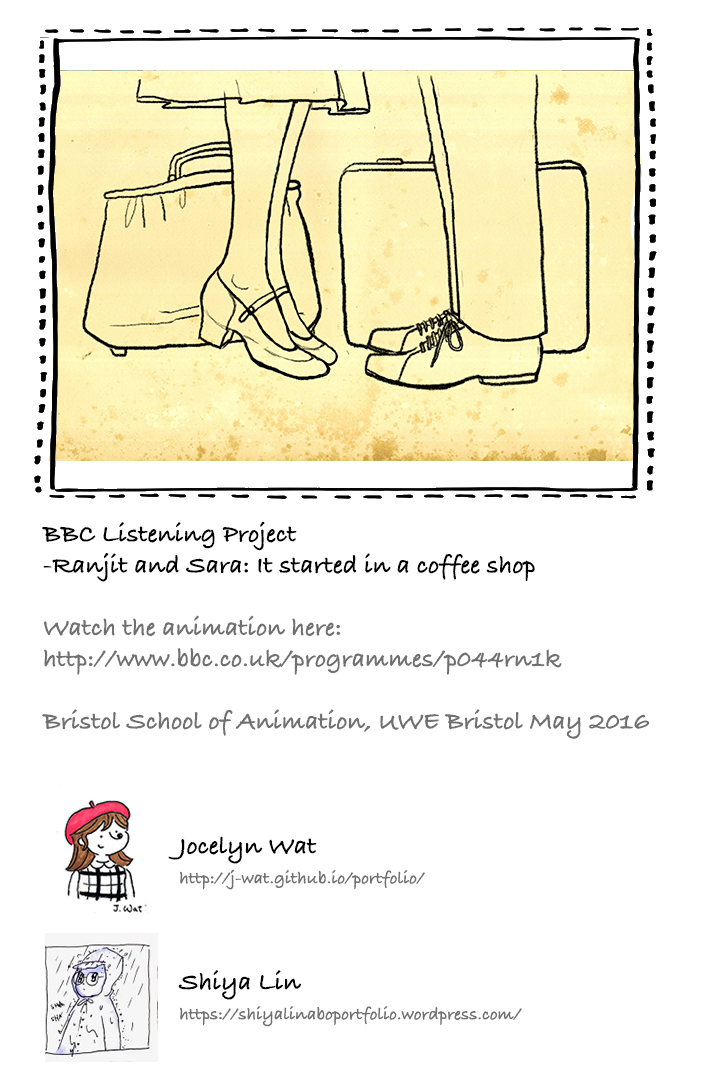 BBC Listening Project
-Ranjit and Sara: It started in a coffee shop
Watch the animation here:
http://www.bbc.co.uk/programmes/p044rn1k
Bristol School of Animation, UWE Bristol May 2016
Jocelyn Wat
http://j-wat.github.io/portfolio/
J. Wat
Shiya Lin
https://shiyalinaboportfolio.wordpress.com/